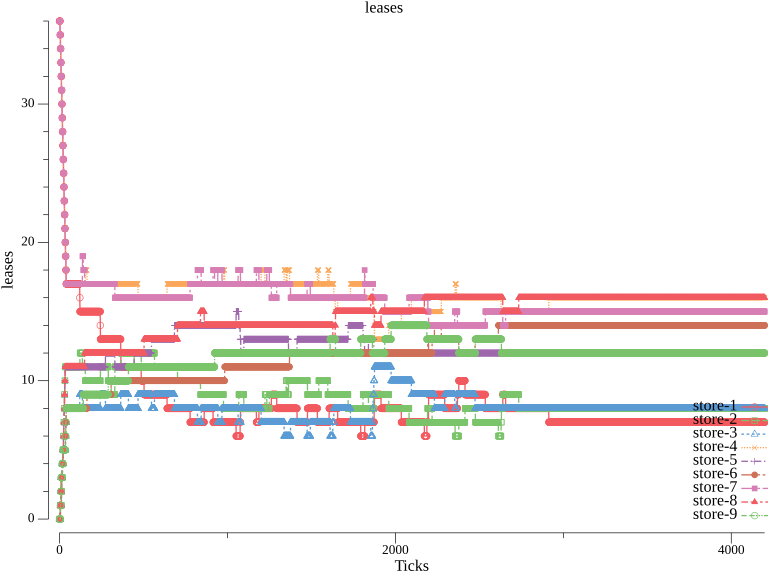 leases
30
20
10
0
leases
store-1
store-2
store-3
store-4
store-5
store-6
store-7
store-8
store-9
0
2000
4000
Ticks